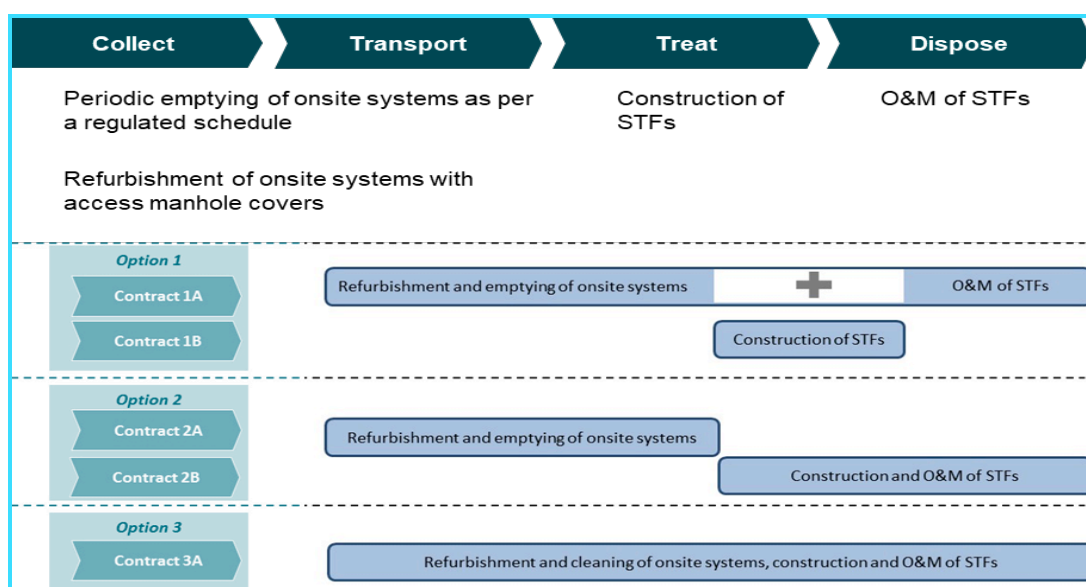 Collect Transport Treat Dispose
Periodic emptying of onsite systems as per
a regulated schedule
Construction of
STFs
O&M of STFs
Refurbishment of onsite systems with
access manhole covers
Option 1
Contract 1A
Refurbishment and emptying of onsite systems
O&M of STFs
Contract 1B
Construction of STFs
Option 2
Contract 2A
Refurbishment and emptying of onsite systems
Contract 2B
Construction and O&M of STFs
Option 3
Contract 3A
Refurbishment and cleaning of onsite systems, construction and O&M of STFs